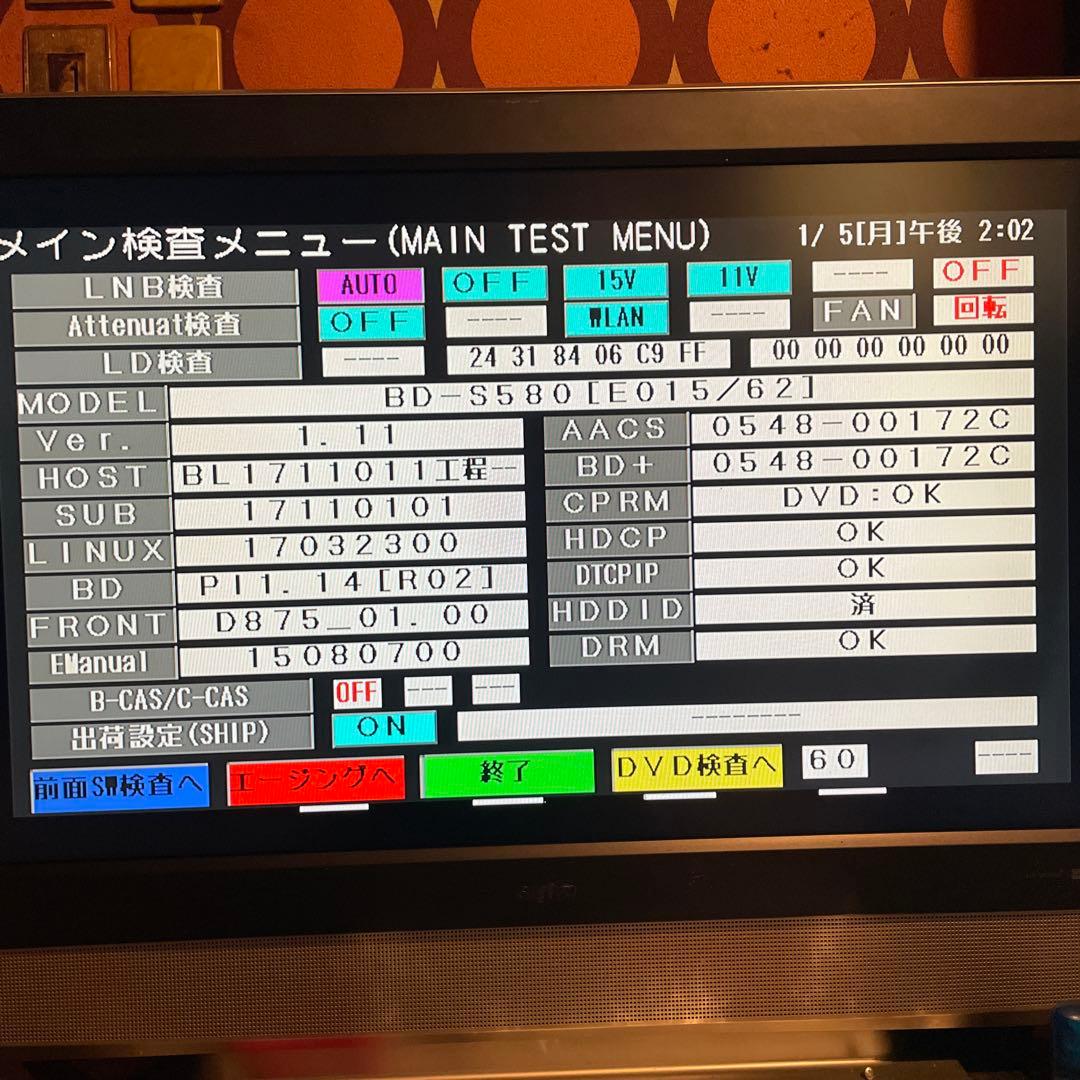 メイン検査メニュー(MAIN TEST MENU) 1/ 5[月]午後 2:02
LNB検査 AUTO OFF 15V 11V ---- OFF
Attenuat検査 OFF ---- WLAN ---- FAN 回転
LD検査 ---- 24 31 84 06 C9 FF 00 00 00 00 00 00
MODEL BD-S580[E015/62]
Ver. 1.11 AACS 0548-00172C
HOST BL1711011工程-- BD+ 0548-00172C
SUB 17110101 CPRM DVD:OK
LINUX 17032300 HDCP OK
BD PI1.14[R02] DTCPIP OK
FRONT D875_01.00 HDDID 済
EManual 15080700 DRM OK
B-CAS/C-CAS OFF --- ---
出荷設定(SHIP) ON --------
前面SW検査へ エージングへ 終了 DVD検査へ 60 ----